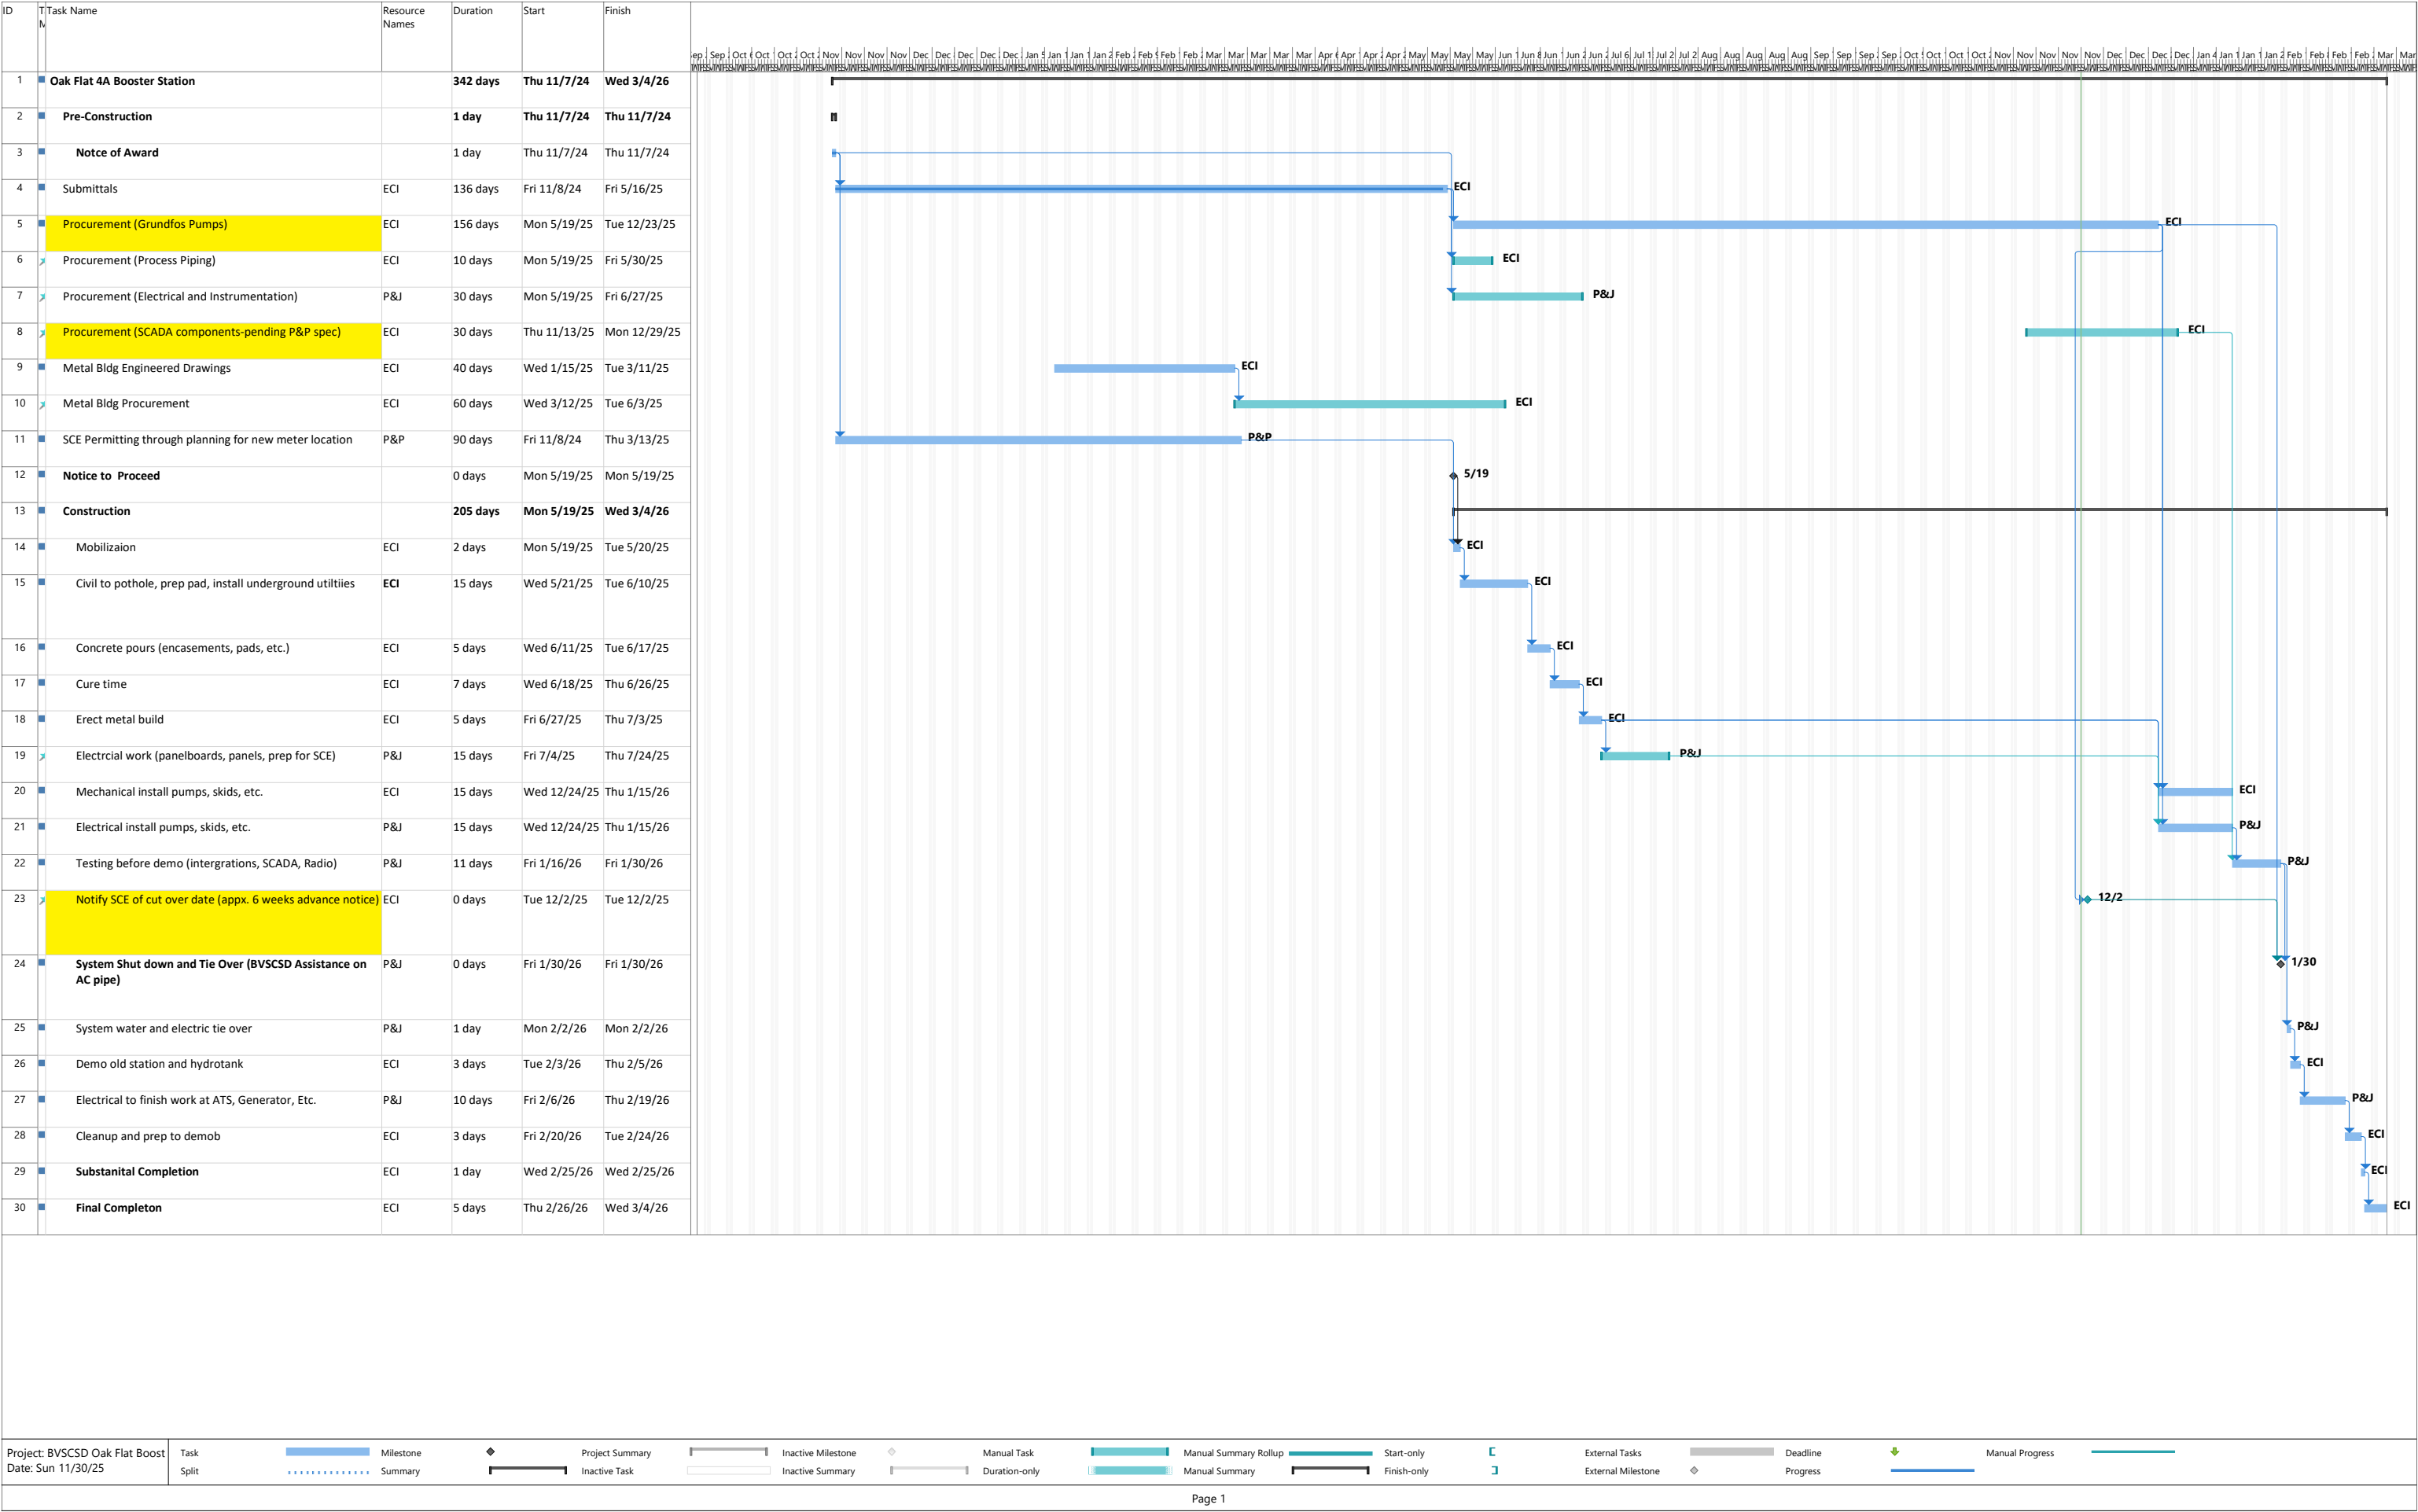 ID T Task Name Resource Duration Start Finish
M Names
1 Oak Flat 4A Booster Station 342 days Thu 11/7/24 Wed 3/4/26
2 Pre-Construction 1 day Thu 11/7/24 Thu 11/7/24
3 Notce of Award 1 day Thu 11/7/24 Thu 11/7/24
4 Submittals ECI 136 days Fri 11/8/24 Fri 5/16/25 ECI
5 Procurement (Grundfos Pumps) ECI 156 days Mon 5/19/25 Tue 12/23/25 ECI
6 Procurement (Process Piping) ECI 10 days Mon 5/19/25 Fri 5/30/25 ECI
7 Procurement (Electrical and Instrumentation) P&J 30 days Mon 5/19/25 Fri 6/27/25 P&J
8 Procurement (SCADA components-pending P&P spec) ECI 30 days Thu 11/13/25 Mon 12/29/25 ECI
9 Metal Bldg Engineered Drawings ECI 40 days Wed 1/15/25 Tue 3/11/25 ECI
10 Metal Bldg Procurement ECI 60 days Wed 3/12/25 Tue 6/3/25 ECI
11 SCE Permitting through planning for new meter location P&P 90 days Fri 11/8/24 Thu 3/13/25 P&P
12 Notice to Proceed 0 days Mon 5/19/25 Mon 5/19/25 5/19
13 Construction 205 days Mon 5/19/25 Wed 3/4/26
14 Mobilizaion ECI 2 days Mon 5/19/25 Tue 5/20/25 ECI
15 Civil to pothole, prep pad, install underground utiltiies ECI 15 days Wed 5/21/25 Tue 6/10/25 ECI
16 Concrete pours (encasements, pads, etc.) ECI 5 days Wed 6/11/25 Tue 6/17/25 ECI
17 Cure time ECI 7 days Wed 6/18/25 Thu 6/26/25 ECI
18 Erect metal build ECI 5 days Fri 6/27/25 Thu 7/3/25 ECI
19 Electrcial work (panelboards, panels, prep for SCE) P&J 15 days Fri 7/4/25 Thu 7/24/25 P&J
20 Mechanical install pumps, skids, etc. ECI 15 days Wed 12/24/25 Thu 1/15/26 ECI
21 Electrical install pumps, skids, etc. P&J 15 days Wed 12/24/25 Thu 1/15/26 P&J
22 Testing before demo (intergrations, SCADA, Radio) P&J 11 days Fri 1/16/26 Fri 1/30/26 P&J
23 Notify SCE of cut over date (appx. 6 weeks advance notice) ECI 0 days Tue 12/2/25 Tue 12/2/25 12/2
24 System Shut down and Tie Over (BVSCSD Assistance on P&J 0 days Fri 1/30/26 Fri 1/30/26 1/30
AC pipe)
25 System water and electric tie over P&J 1 day Mon 2/2/26 Mon 2/2/26 P&J
26 Demo old station and hydrotank ECI 3 days Tue 2/3/26 Thu 2/5/26 ECI
27 Electrical to finish work at ATS, Generator, Etc. P&J 10 days Fri 2/6/26 Thu 2/19/26 P&J
28 Cleanup and prep to demob ECI 3 days Fri 2/20/26 Tue 2/24/26 ECI
29 Substanital Completion ECI 1 day Wed 2/25/26 Wed 2/25/26 ECI
30 Final Completon ECI 5 days Thu 2/26/26 Wed 3/4/26 ECI
Project: BVSCSD Oak Flat Boost
Date: Sun 11/30/25
Task Milestone Project Summary Inactive Milestone Manual Task Manual Summary Rollup Start-only External Tasks Deadline Manual Progress
Split Summary Inactive Task Inactive Summary Duration-only Manual Summary Finish-only External Milestone Progress
Page 1